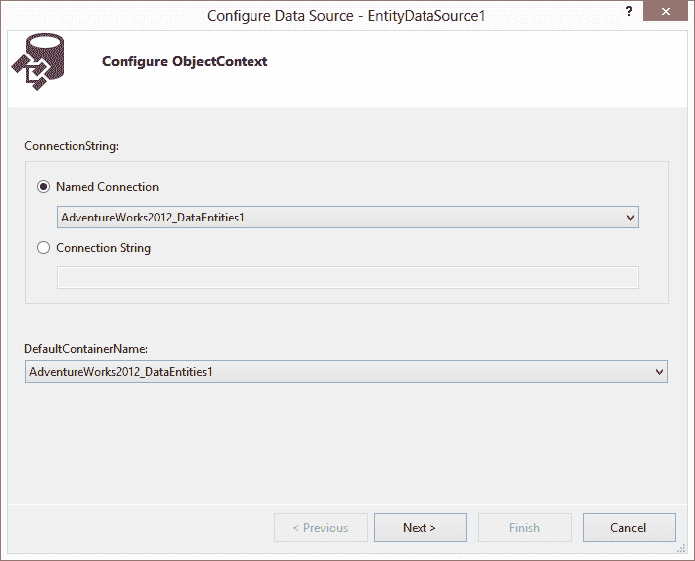 Configure Data Source - EntityDataSource1
?
Configure ObjectContext
ConnectionString:
Named Connection
AdventureWorks2012_DataEntities1
Connection String
DefaultContainerName:
AdventureWorks2012_DataEntities1
< Previous
Next >
Finish
Cancel